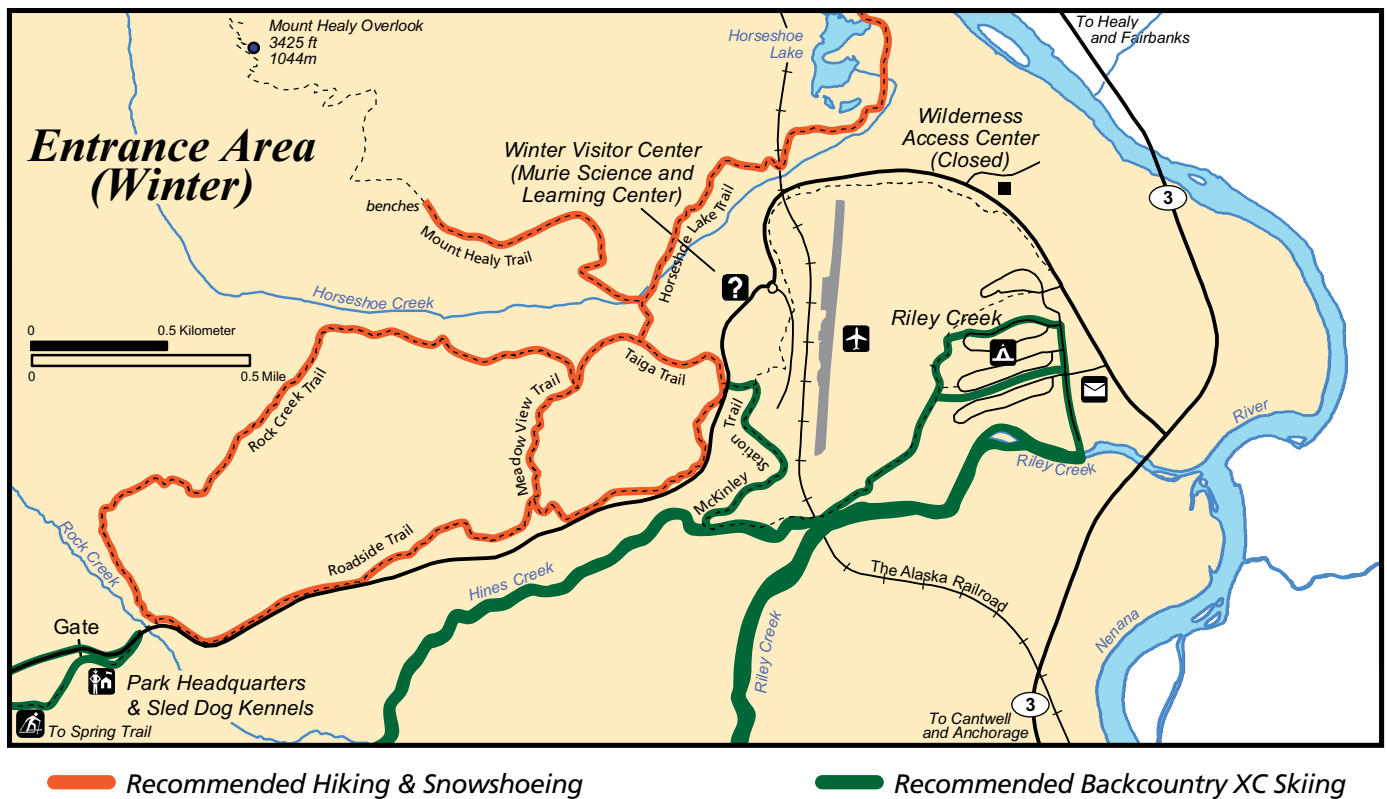 Mount Healy Overlook
3425 ft
1044m
Horseshoe
Lake
To Healy
and Fairbanks
Entrance Area
(Winter)
Winter Visitor Center
(Murie Science and
Learning Center)
Wilderness
Access Center
(Closed)
3
benches
Mount Healy Trail
Horseshoe Lake Trail
Horseshoe Creek
?
0
0.5 Kilometer
0
0.5 Mile
Riley Creek
Taiga Trail
Rock Creek Trail
Meadow View Trail
McKinley
Station
Trail
River
Riley Creek
Roadside Trail
Rock Creek
Hines Creek
The Alaska Railroad
Riley Creek
Nenana
Gate
Park Headquarters
& Sled Dog Kennels
To Spring Trail
3
To Cantwell
and Anchorage
Recommended Hiking & Snowshoeing
Recommended Backcountry XC Skiing